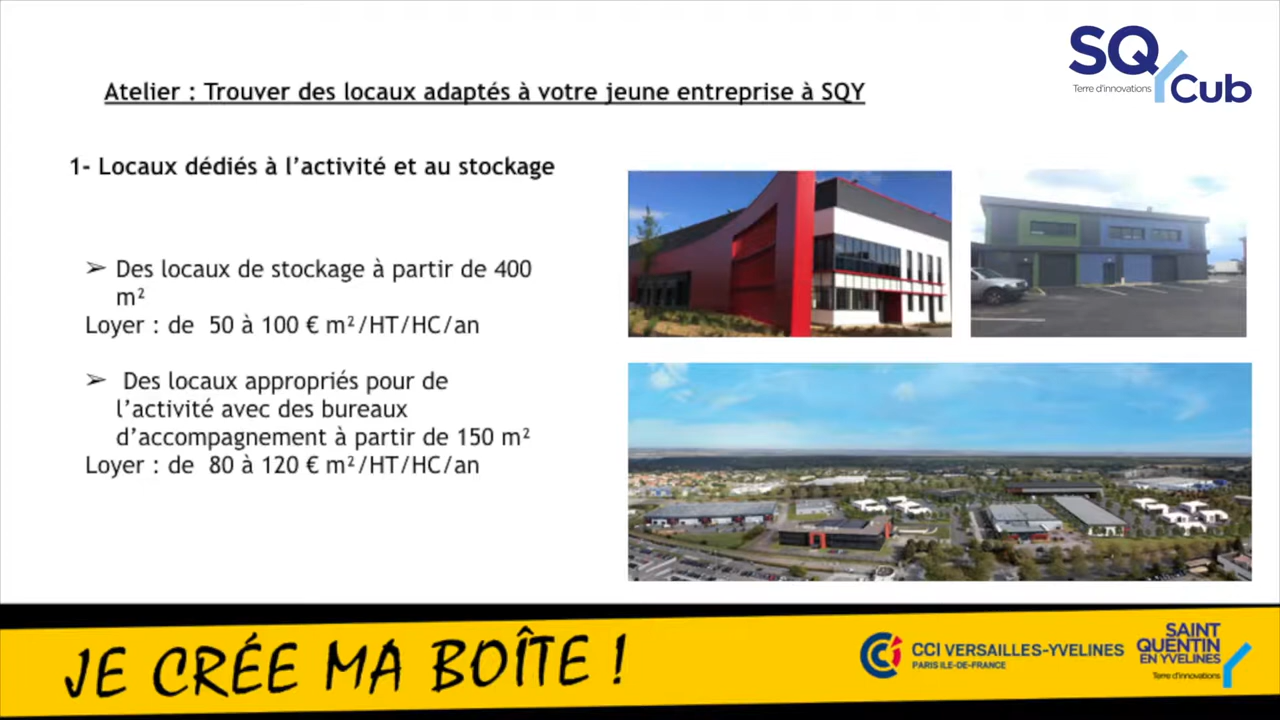 SQY Cub
Terre d'innovations
Atelier : Trouver des locaux adaptés à votre jeune entreprise à SQY
1- Locaux dédiés à l'activité et au stockage
➢ Des locaux de stockage à partir de 400
m²
Loyer : de 50 à 100 € m²/HT/HC/an
➢ Des locaux appropriés pour de
l'activité avec des bureaux
d'accompagnement à partir de 150 m²
Loyer : de 80 à 120 € m²/HT/HC/an
JE CRÉE MA BOÎTE !
CCI VERSAILLES-YVELINES
PARIS ILE-DE-FRANCE
SAINT
QUENTIN
EN YVELINES
Terre d'innovations